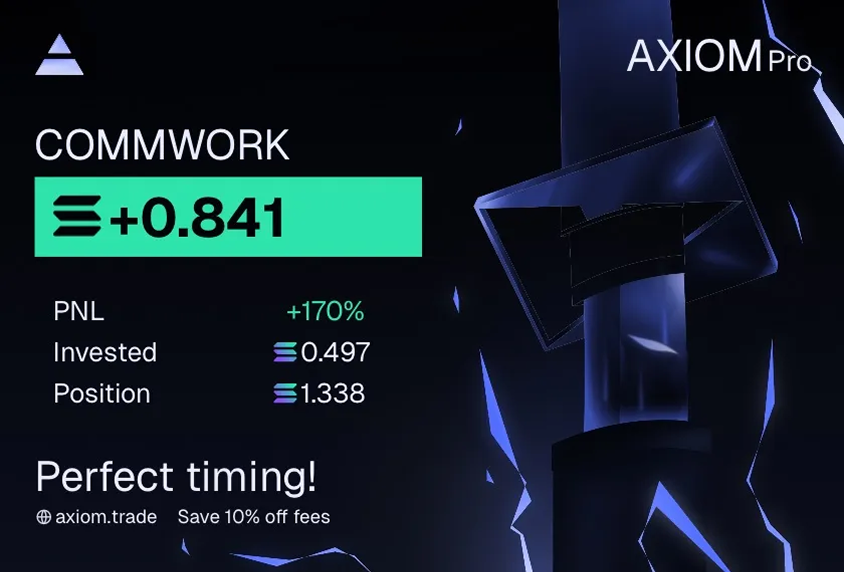 AXIOM Pro
COMMWORK
+0.841
PNL +170%
Invested 0.497
Position 1.338
Perfect timing!
axiom.trade Save 10% off fees